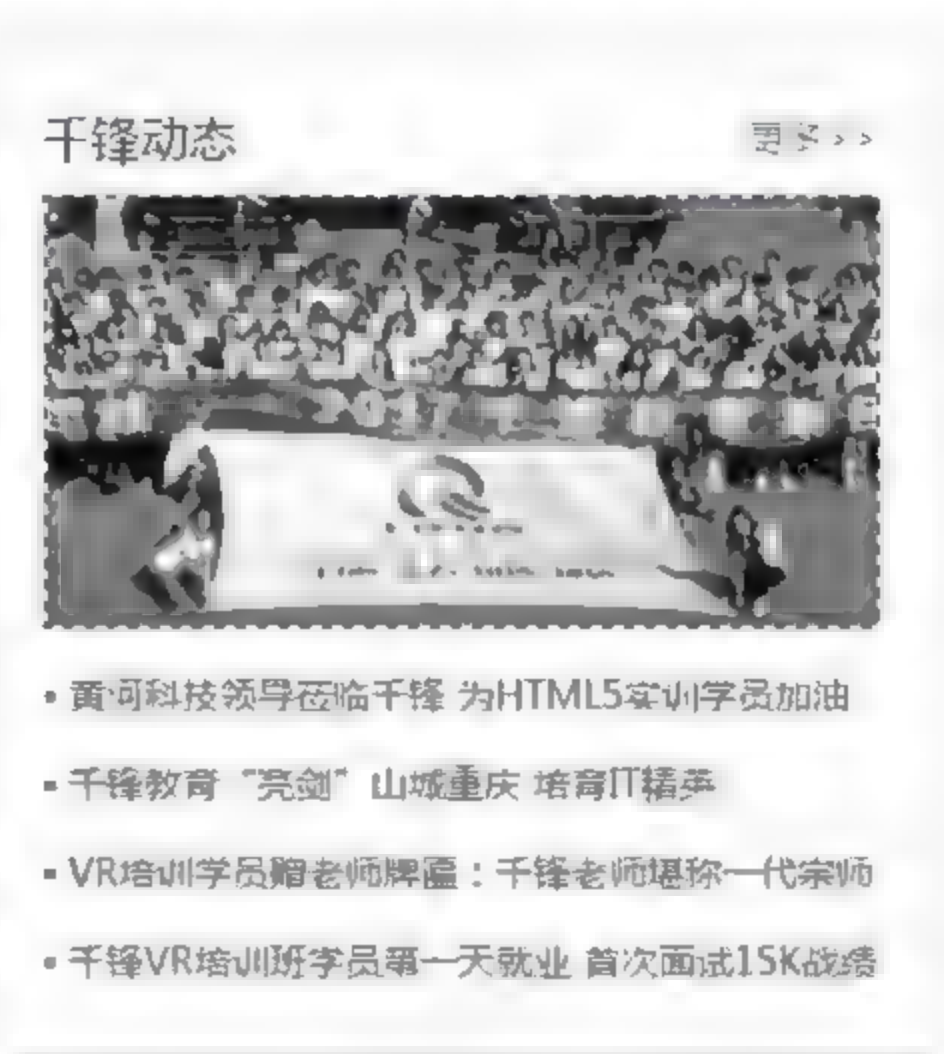 千锋动态
更多>>
黄河科技领导莅临千锋 为HTML5实训学员加油
千锋教育“亮剑”山城重庆 培育IT精英
VR培训学员赠老师牌匾：千锋老师堪称一代宗师
千锋VR培训班学员第一天就业 首次面试15K战绩